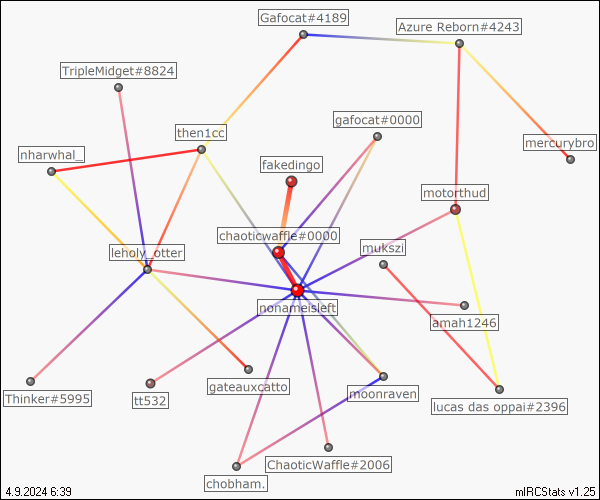 Gafocat#4189
Azure Reborn#4243
TripleMidget#8824
gafocat#0000
then1cc
mercurybro
nharwhal_
fakedingo
motorthud
chaoticwaffle#0000
mukszi
leholy_otter
nonameisleft
amah1246
gateauxcatto
moonraven
Thinker#5995
tt532
lucas das oppai#2396
ChaoticWaffle#2006
chobham.
4.9.2024 6:39
mIRCStats v1.25